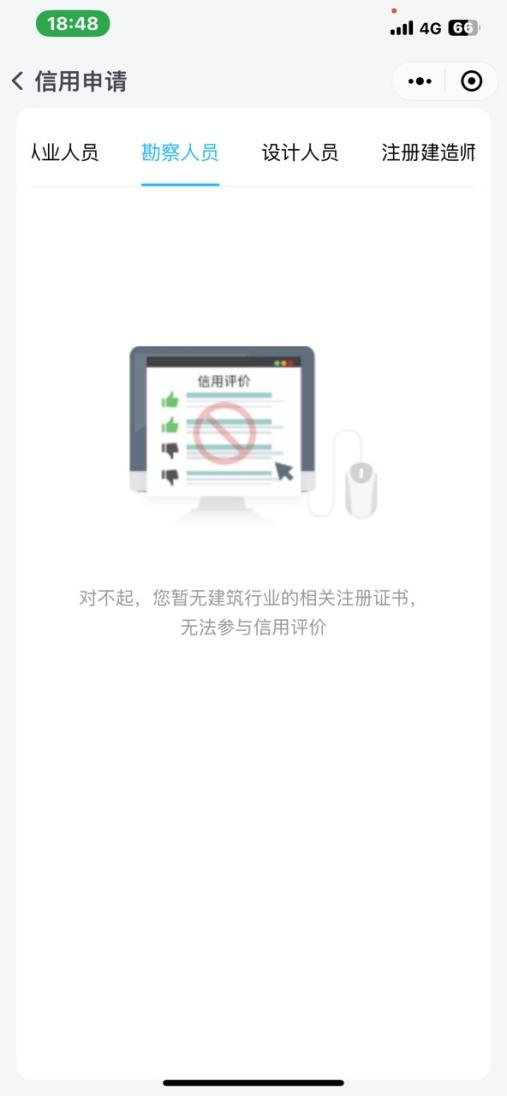 18:48
4G 66
信用申请
从业人员 勘察人员 设计人员 注册建造师
信用评价
对不起，您暂无建筑行业的相关注册证书，
无法参与信用评价